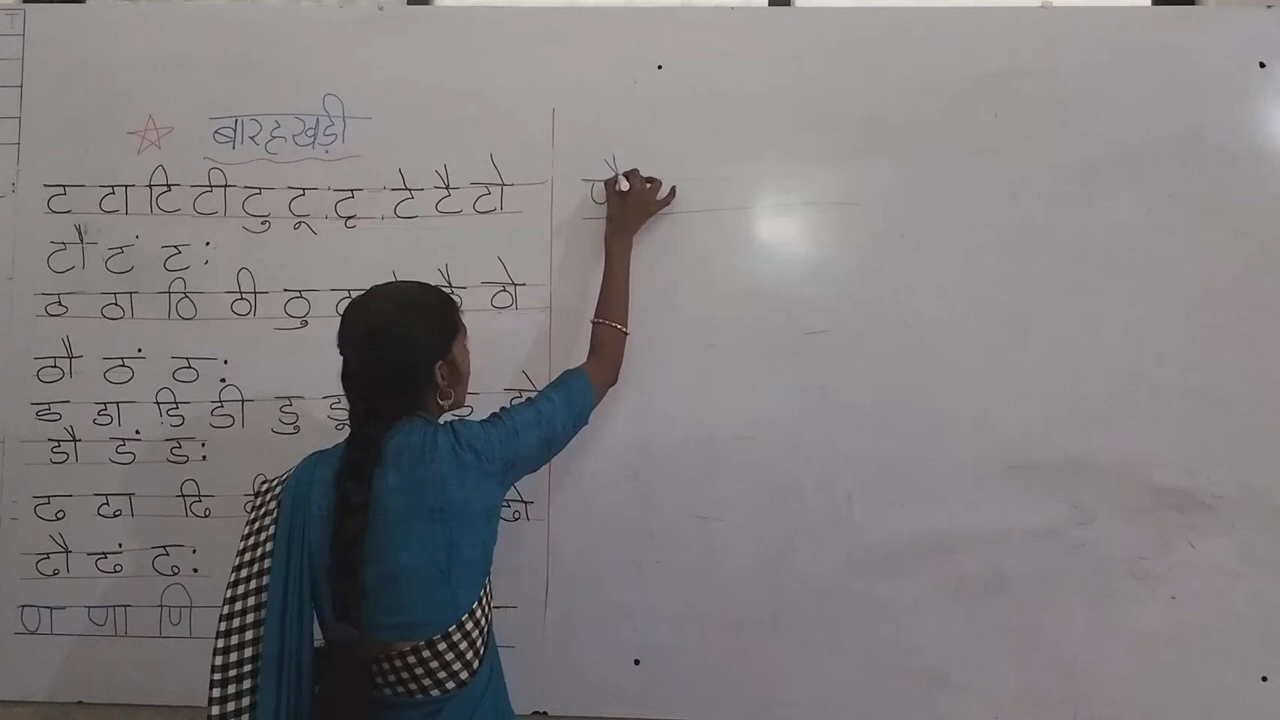 बारहखड़ी
ट टा टि टी टु टू टृ टे टै टो
टौ टं टः
ठ ठा ठि ठी ठु ठै ठो
ठौ ठं ठः
ड डा डि डी डु डू डो
डौ डं डः
ढ ढा ढि ढो
ढौ ढं ढः
ण णा णि